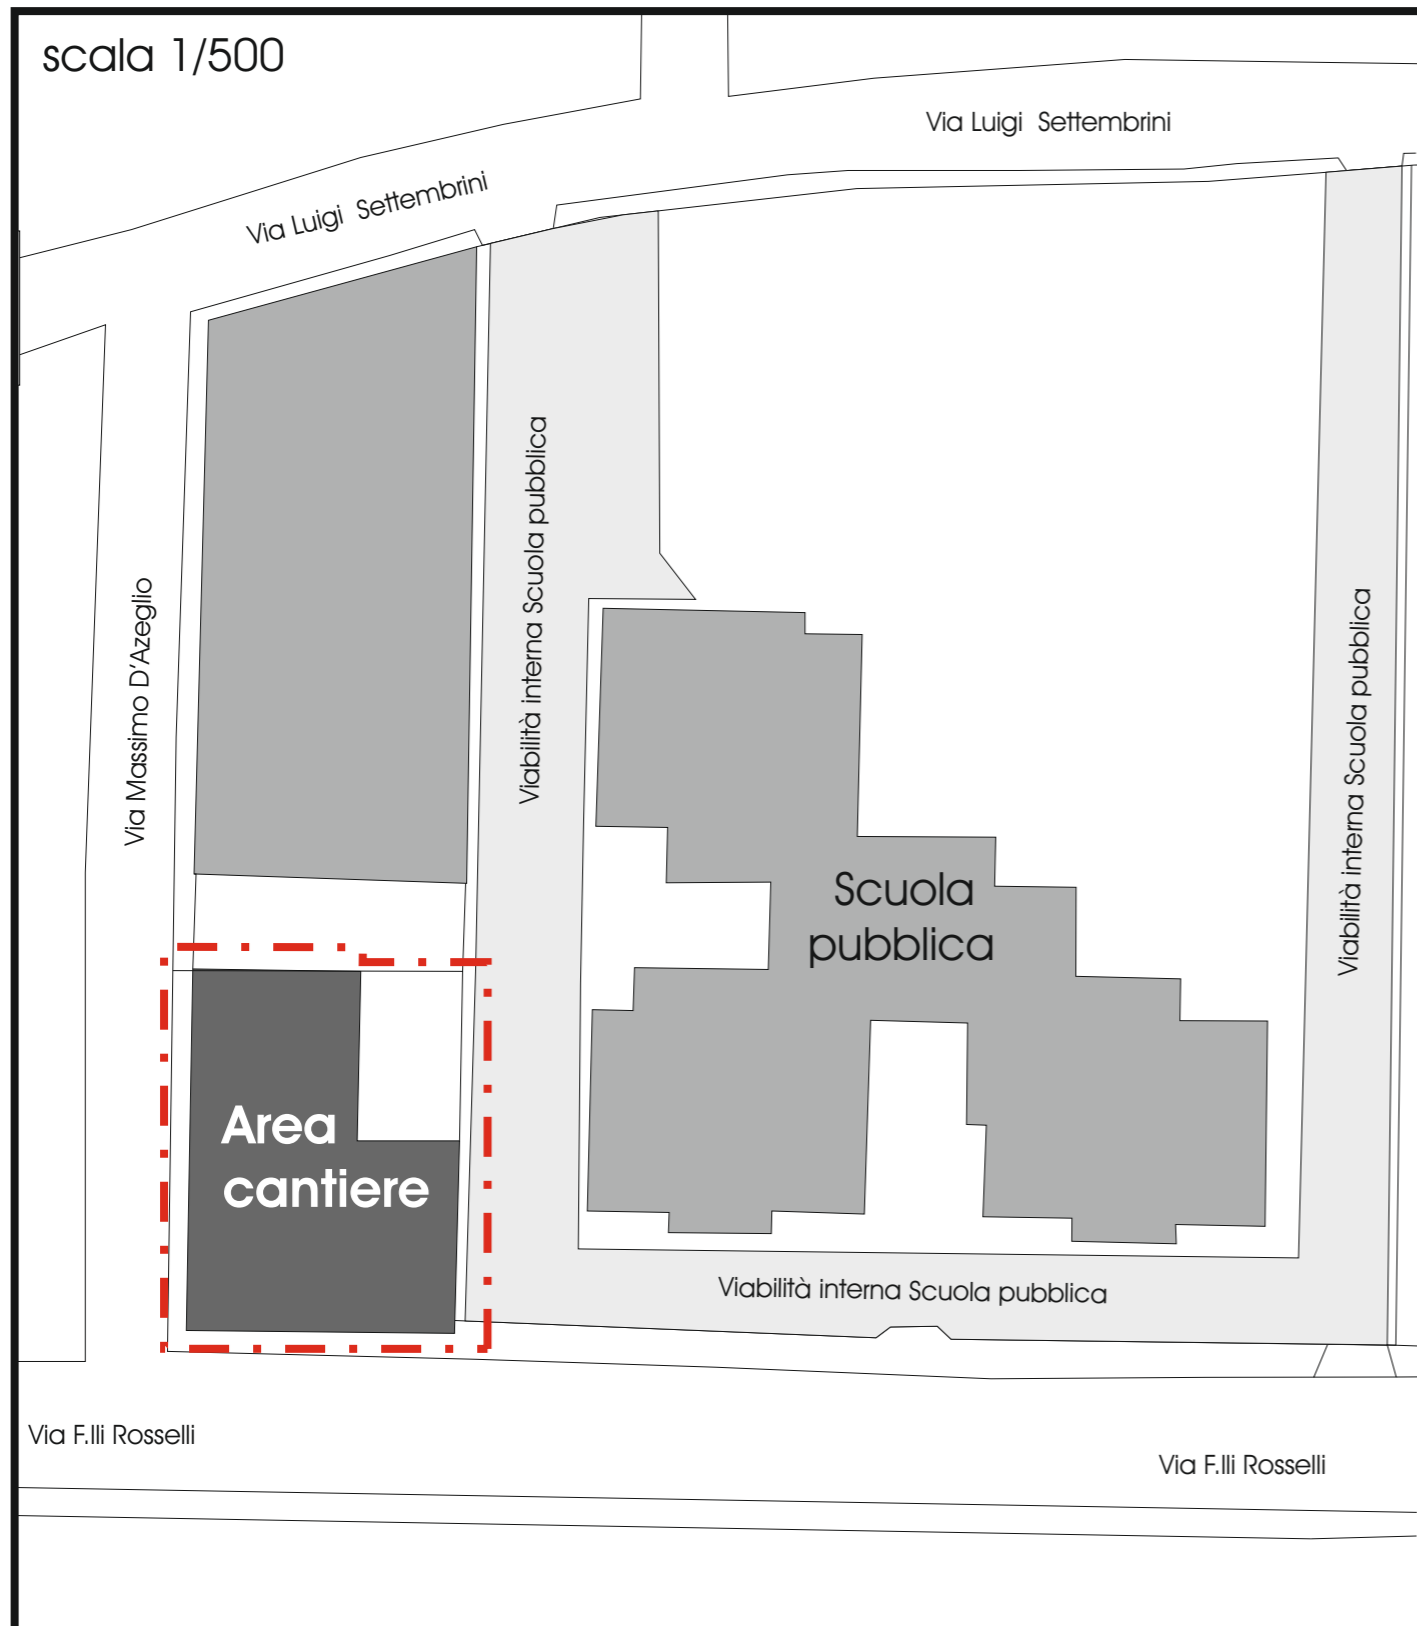 scala 1/500
Via Luigi Settembrini
Via Luigi Settembrini
Viabilità interna Scuola pubblica
Via Massimo D'Azeglio
Viabilità interna Scuola pubblica
Scuola
pubblica
Area
cantiere
Viabilità interna Scuola pubblica
Via F.lli Rosselli
Via F.lli Rosselli